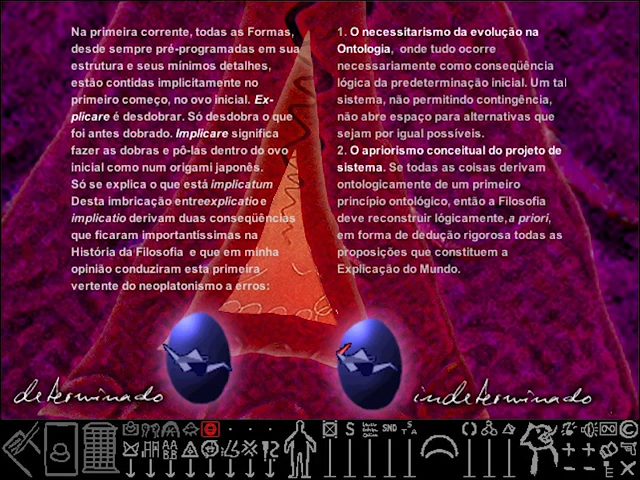 Na primeira corrente, todas as Formas,
desde sempre pré-programadas em sua
estrutura e seus mínimos detalhes,
estão contidas implicitamente no
primeiro começo, no ovo inicial. Ex-
plicare é desdobrar. Só desdobra o que
foi antes dobrado. Implicare significa
fazer as dobras e pô-las dentro do ovo
inicial como num origami japonês.
Só se explica o que está implicatum
Desta imbricação entreexplicatio e
implicatio derivam duas conseqüências
que ficaram importantíssimas na
História da Filosofia e que em minha
opinião conduziram esta primeira
vertente do neoplatonismo a erros:
1. O necessitarismo da evolução na
Ontologia, onde tudo ocorre
necessariamente como conseqüência
lógica da predeterminação inicial. Um tal
sistema, não permitindo contingência,
não abre espaço para alternativas que
sejam por igual possíveis.
2. O apriorismo conceitual do projeto de
sistema. Se todas as coisas derivam
ontologicamente de um primeiro
princípio ontológico, então a Filosofia
deve reconstruir lógicamente,a priori,
em forma de dedução rigorosa todas as
proposições que constituem a
Explicação do Mundo.
determinado
indeterminado